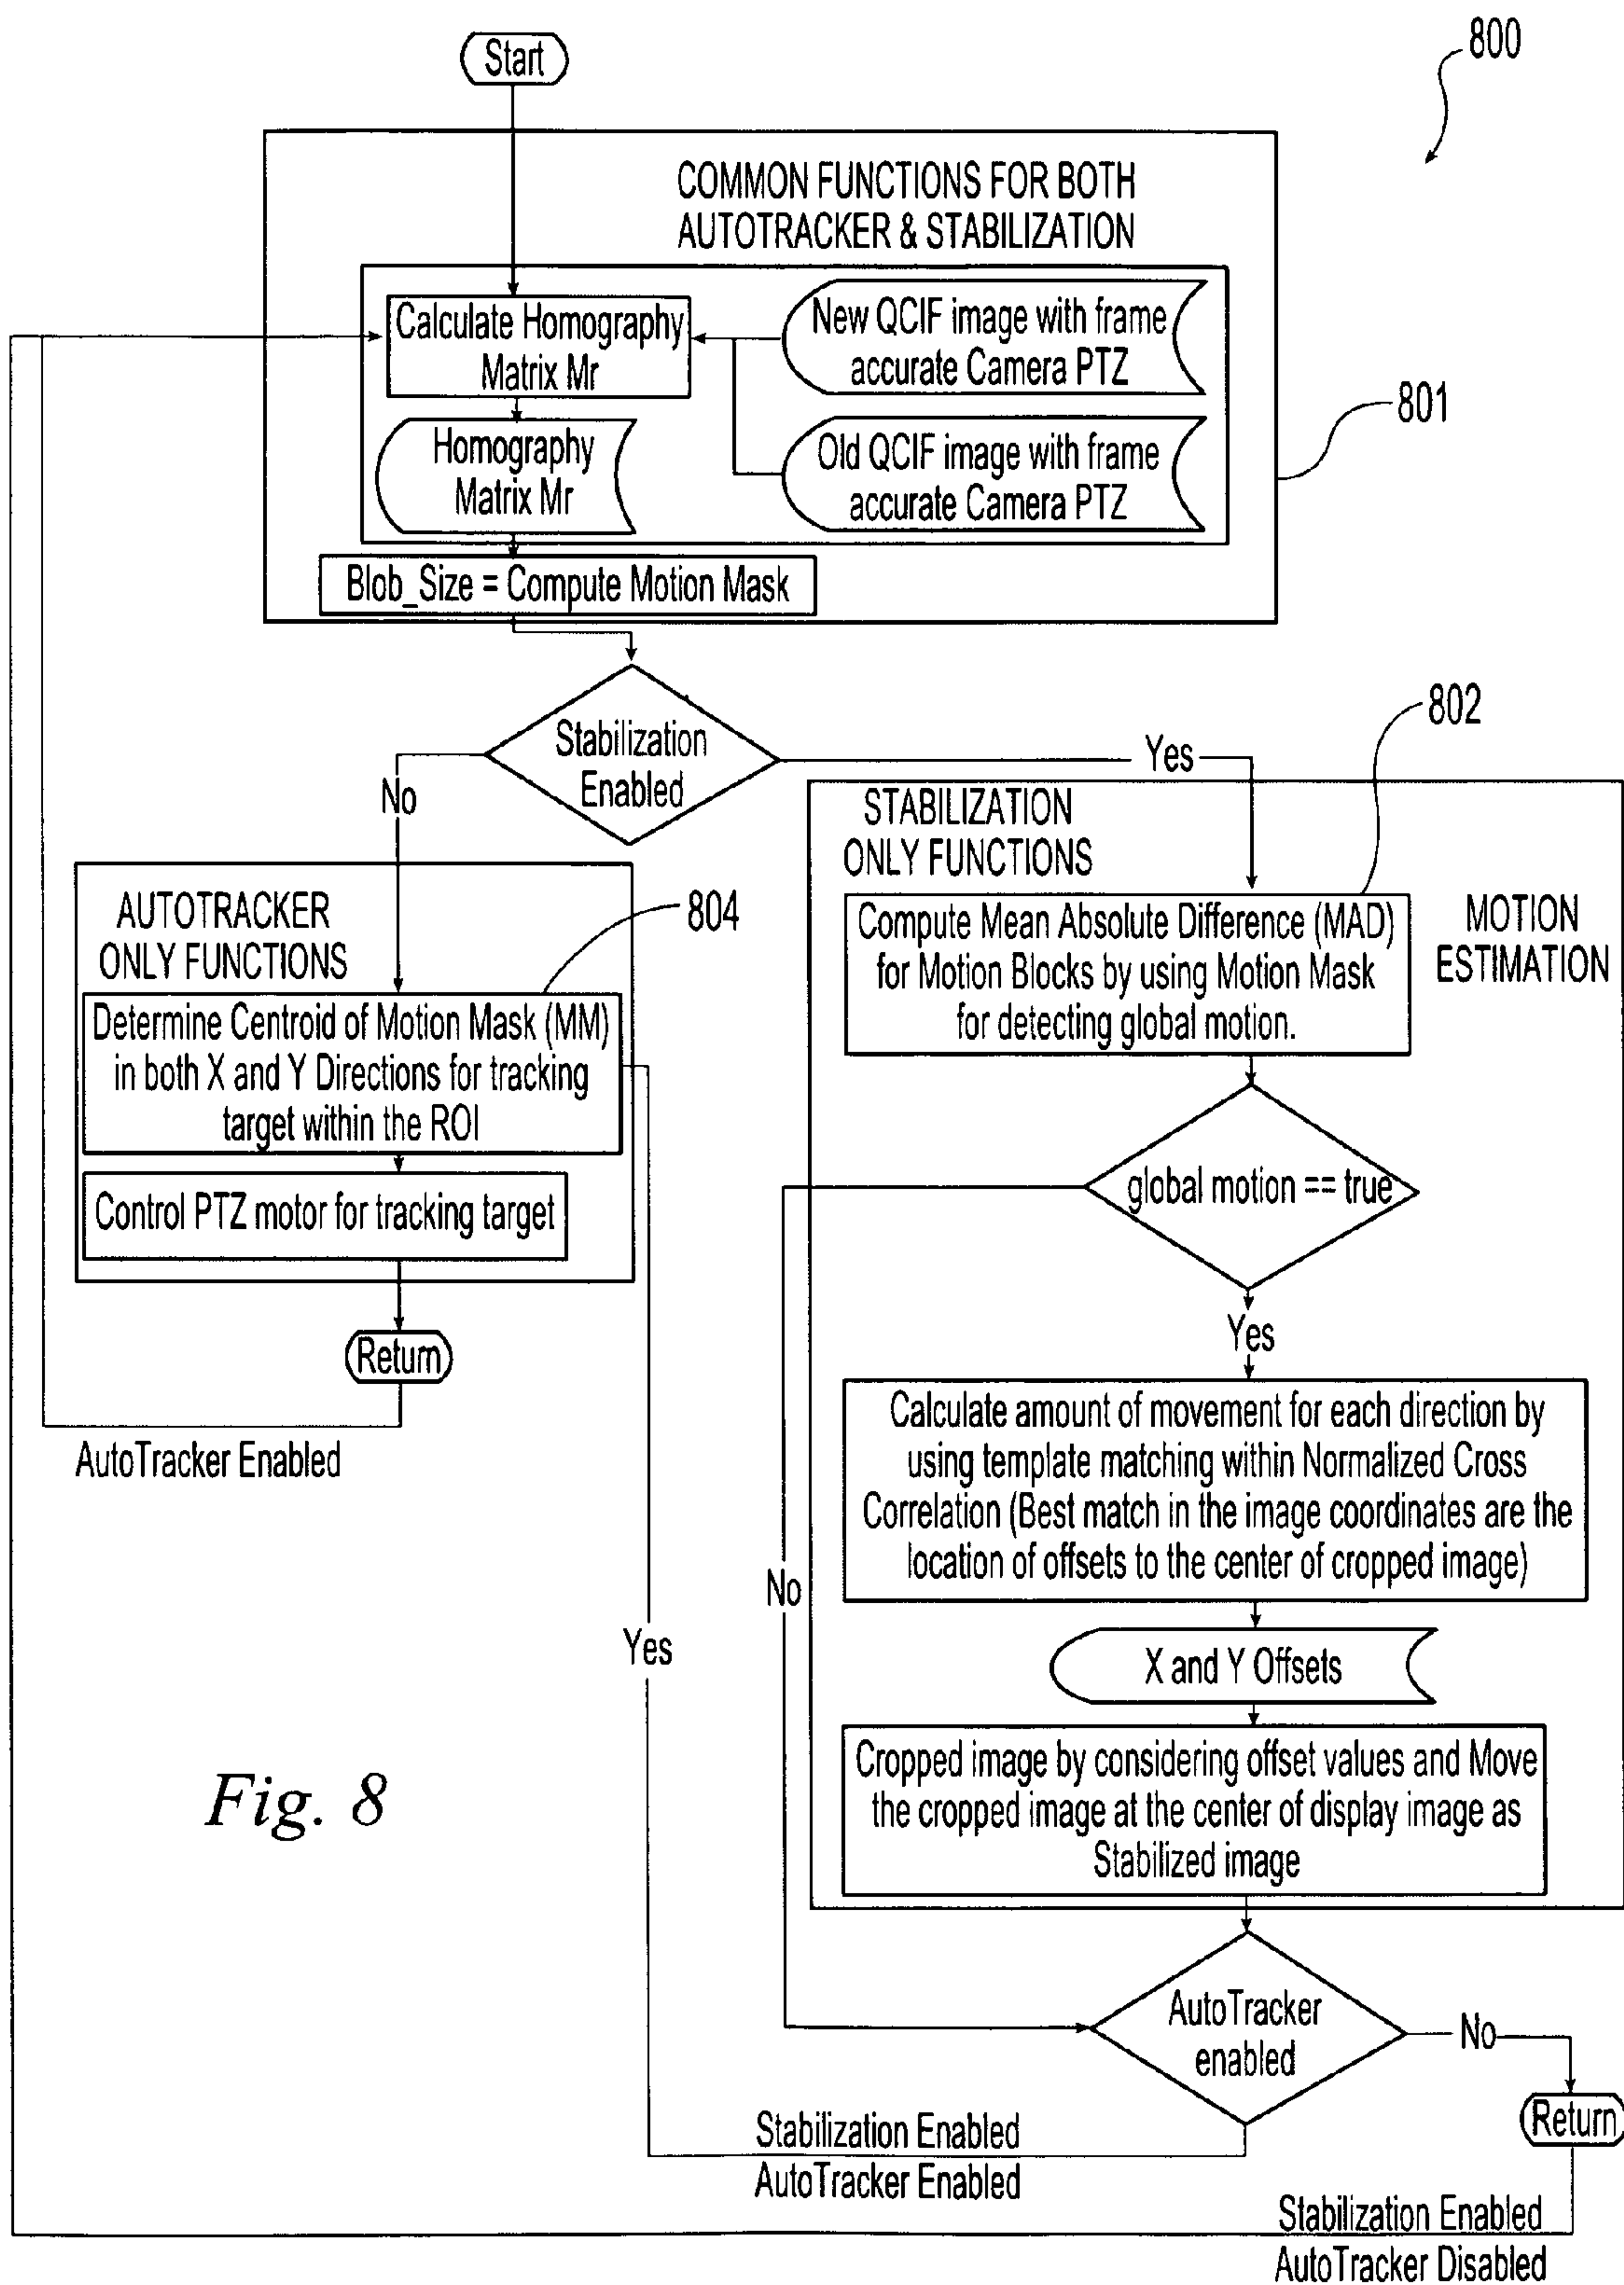 800
Start
COMMON FUNCTIONS FOR BOTH
AUTOTRACKER & STABILIZATION
Calculate Homography
Matrix Mr
New QCIF image with frame
accurate Camera PTZ
801
Homography
Matrix Mr
Old QCIF image with frame
accurate Camera PTZ
Blob_Size = Compute Motion Mask
Stabilization
Enabled
No
Yes
802
STABILIZATION
ONLY FUNCTIONS
AUTOTRACKER
ONLY FUNCTIONS
804
Compute Mean Absolute Difference (MAD)
for Motion Blocks by using Motion Mask
for detecting global motion.
MOTION
ESTIMATION
Determine Centroid of Motion Mask (MM)
in both X and Y Directions for tracking
target within the ROI
Control PTZ motor for tracking target
global motion == true
Yes
Return
AutoTracker Enabled
Calculate amount of movement for each direction by
using template matching within Normalized Cross
Correlation (Best match in the image coordinates are the
location of offsets to the center of cropped image)
No
Yes
X and Y Offsets
Cropped image by considering offset values and Move
the cropped image at the center of display image as
Stabilized image
Fig. 8
AutoTracker
enabled
No
Return
Stabilization Enabled
AutoTracker Enabled
Stabilization Enabled
AutoTracker Disabled